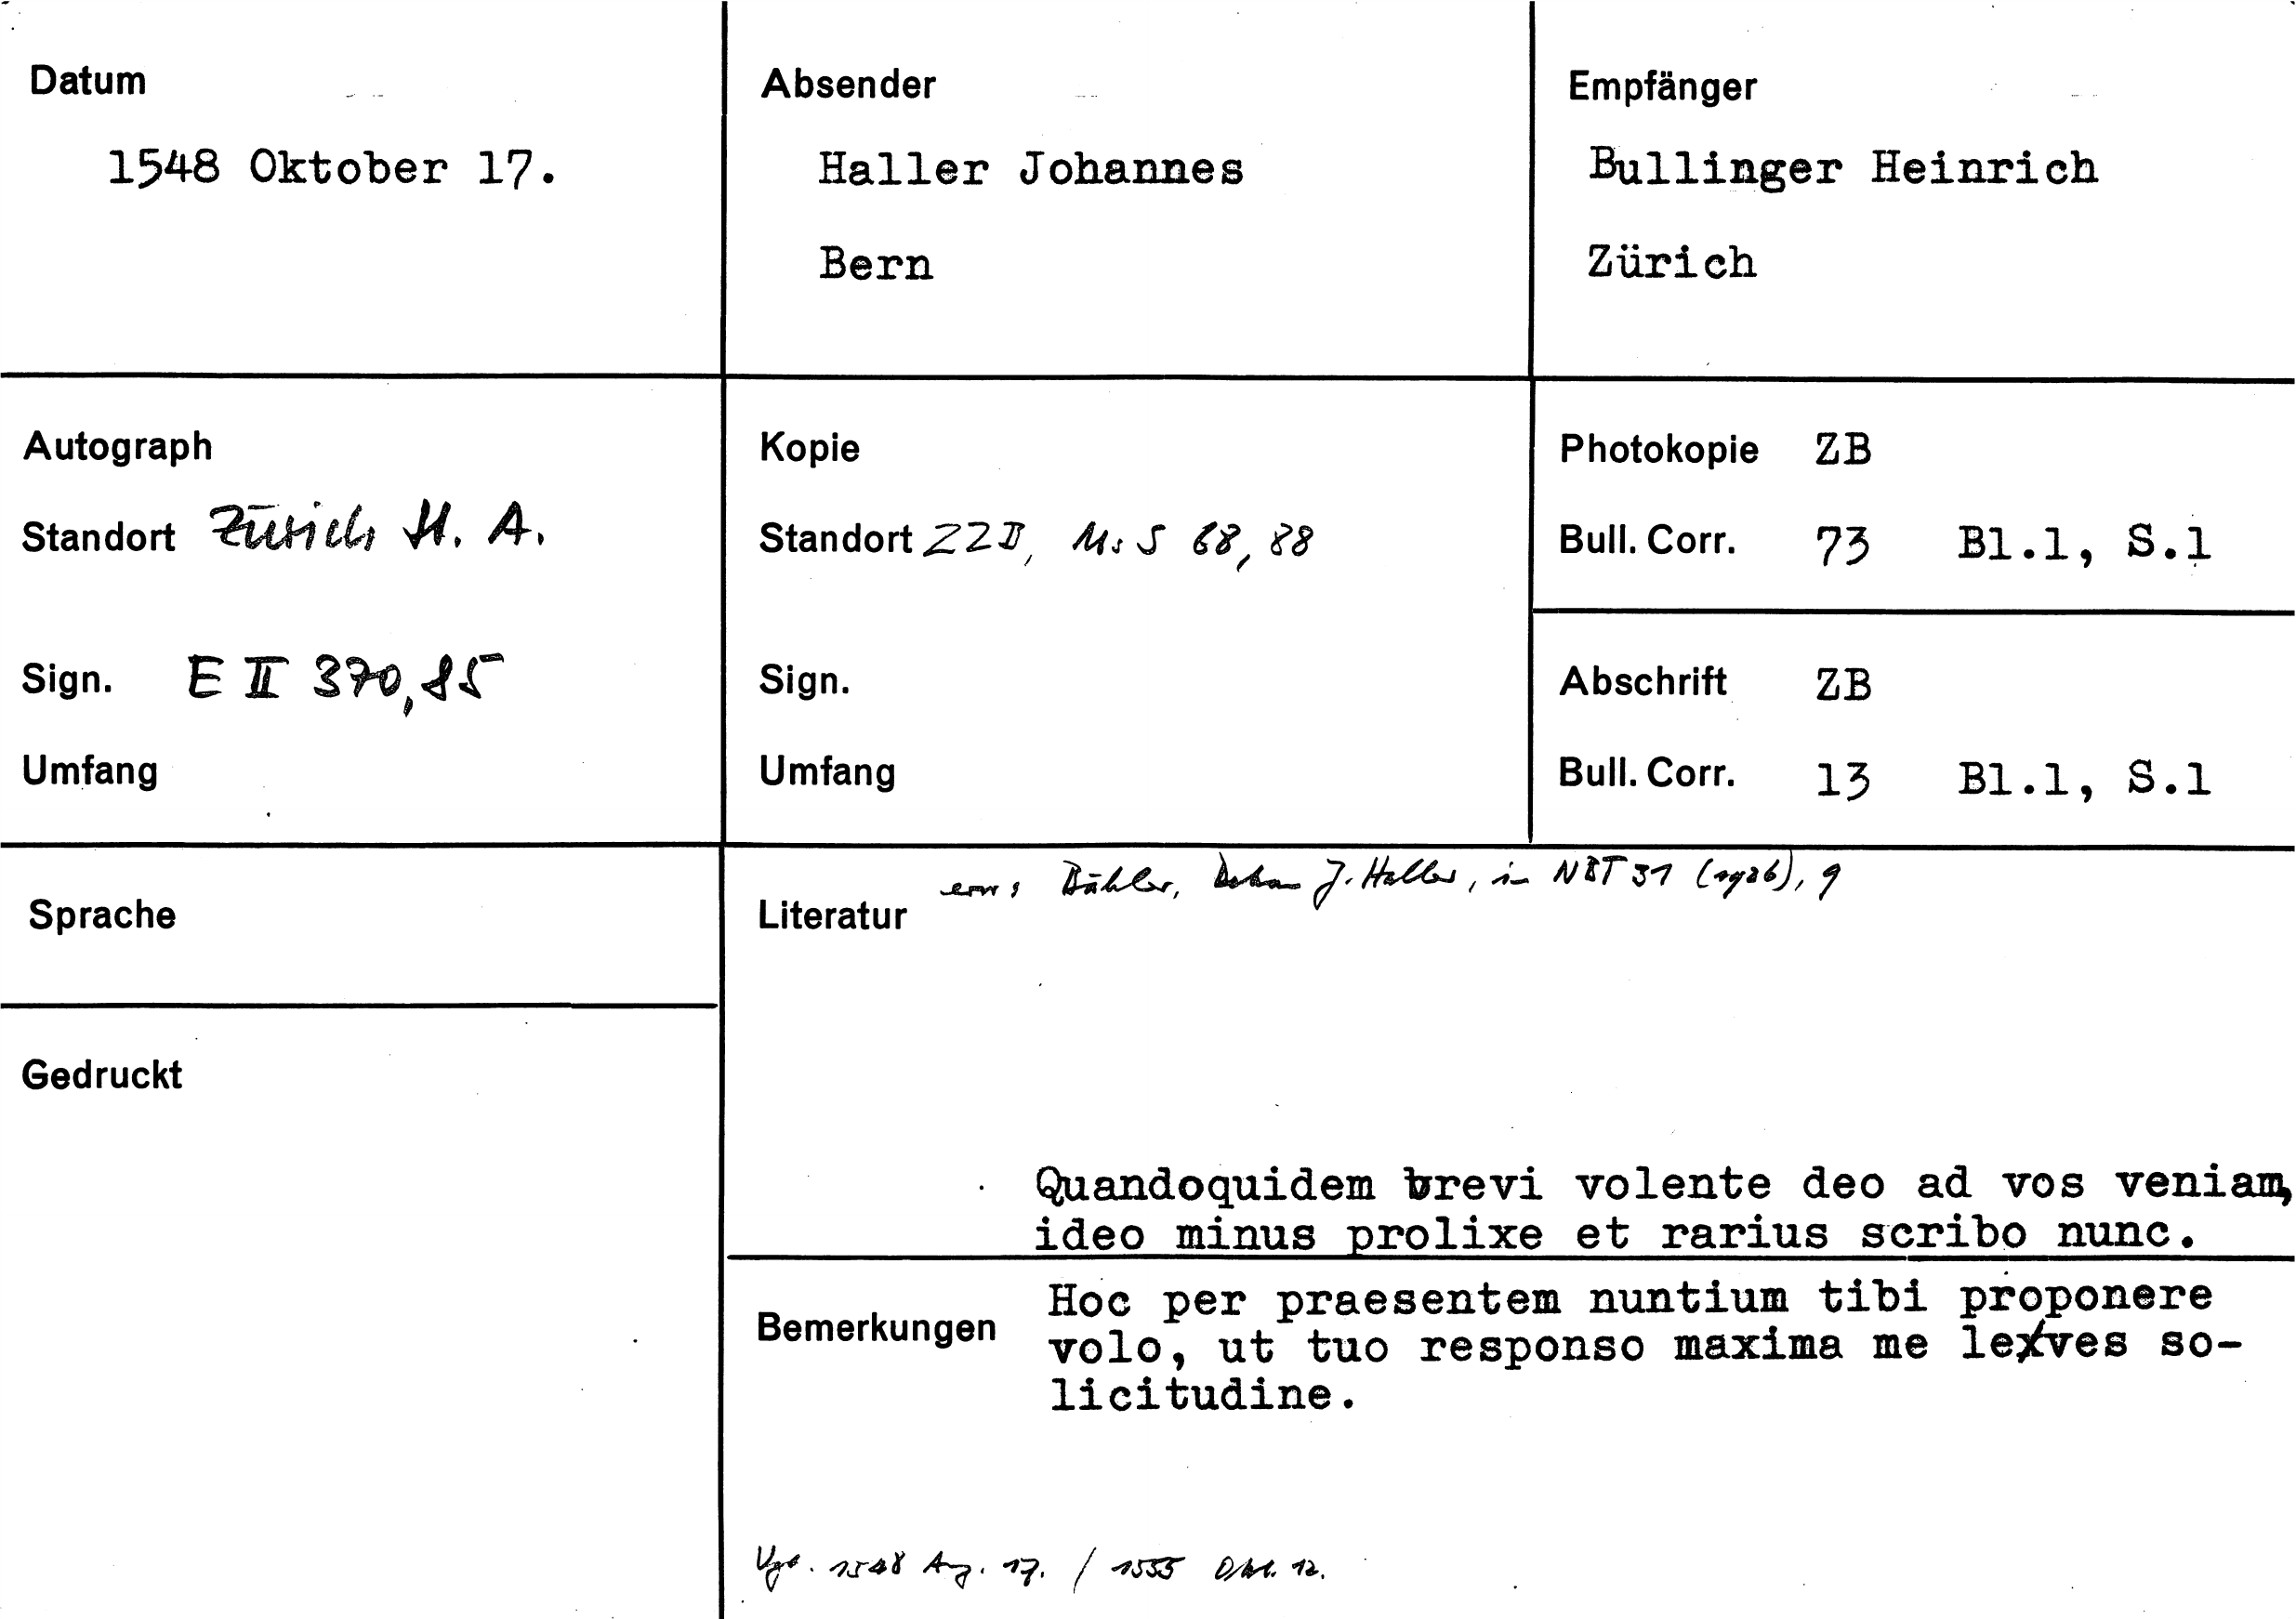 Datum
1548 Oktober 17.
Absender
Haller Johannes
Bern
Empfänger
Bullinger Heinrich
Zürich
Autograph
Standort Zürich St. A.
Sign. E II 370, 85
Umfang
Kopie
Standort ZZB, Ms S 68, 88
Sign.
Umfang
Photokopie ZB
Bull. Corr. 73 Bl.1, S.1
Abschrift ZB
Bull. Corr. 13 Bl.1, S.1
Sprache
Gedruckt
Literatur
Bähler, Dekan J. Haller, in NBT 31 (1926), 9
Quandoquidem brevi volente deo ad vos veniam,
ideo minus prolixe et rarius scribo nunc.
Bemerkungen
Hoc per praesentem nuntium tibi proponere
volo, ut tuo responso maxima me leves so-
licitudine.
Vgl. 1548 Aug. 17. / 1555 Okt. 12.